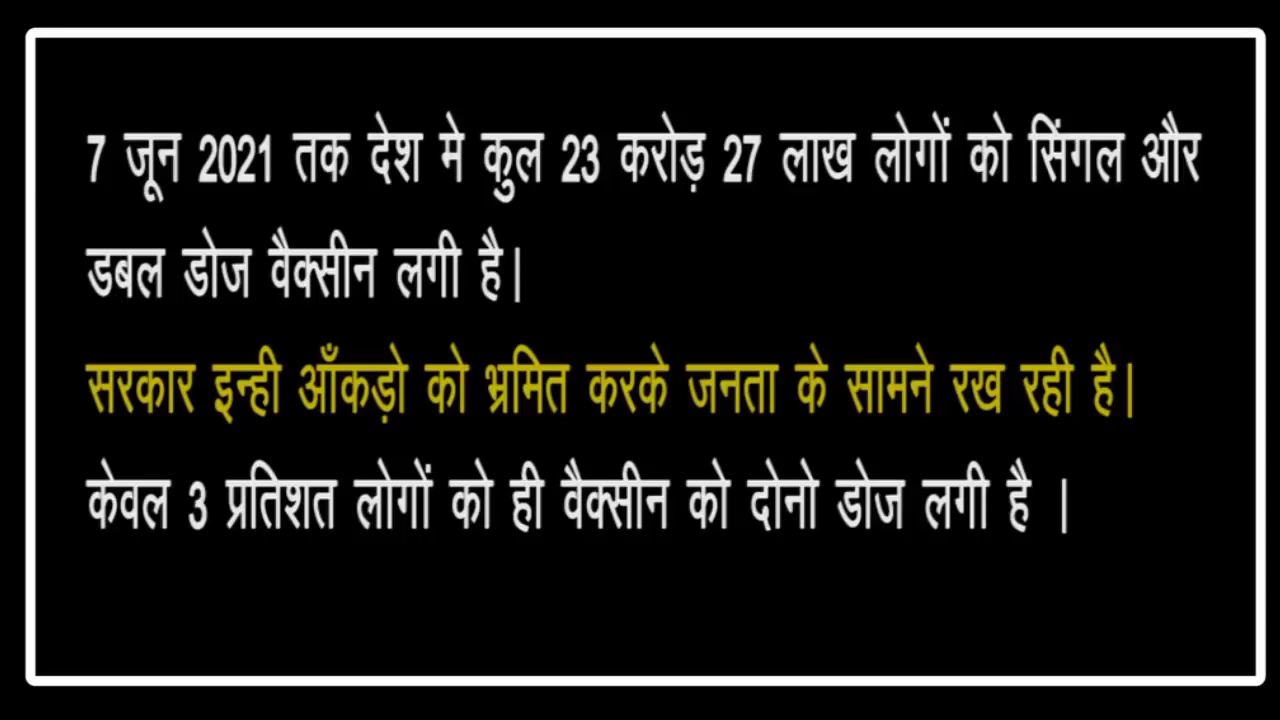 7 जून 2021 तक देश मे कुल 23 करोड़ 27 लाख लोगों को सिंगल और
डबल डोज वैक्सीन लगी है।
सरकार इन्ही आँकड़ो को भ्रमित करके जनता के सामने रख रही है।
केवल 3 प्रतिशत लोगों को ही वैक्सीन को दोनो डोज लगी है ।